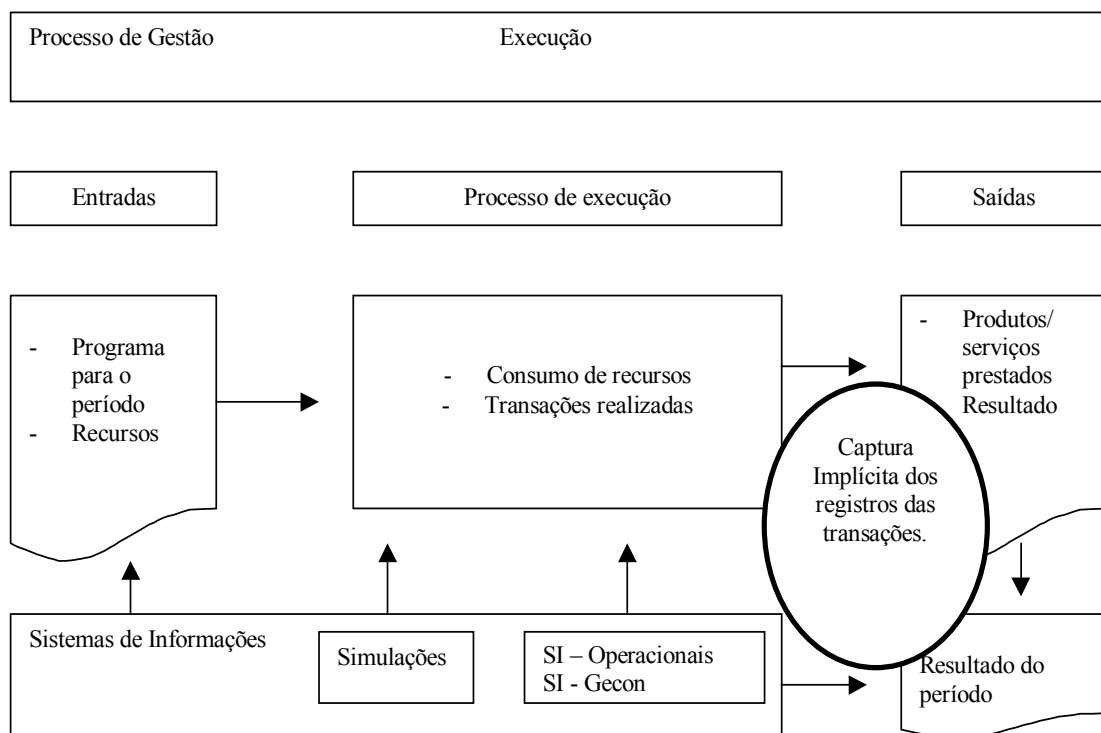 Processo de Gestão Execução
Entradas
Processo de execução
Saídas
- Programa
para o
período
- Recursos
- Consumo de recursos
- Transações realizadas
- Produtos/
serviços
prestados
Resultado
Captura
Implícita dos
registros das
transações.
Sistemas de Informações
Simulações
SI – Operacionais
SI - Gecon
Resultado do
período